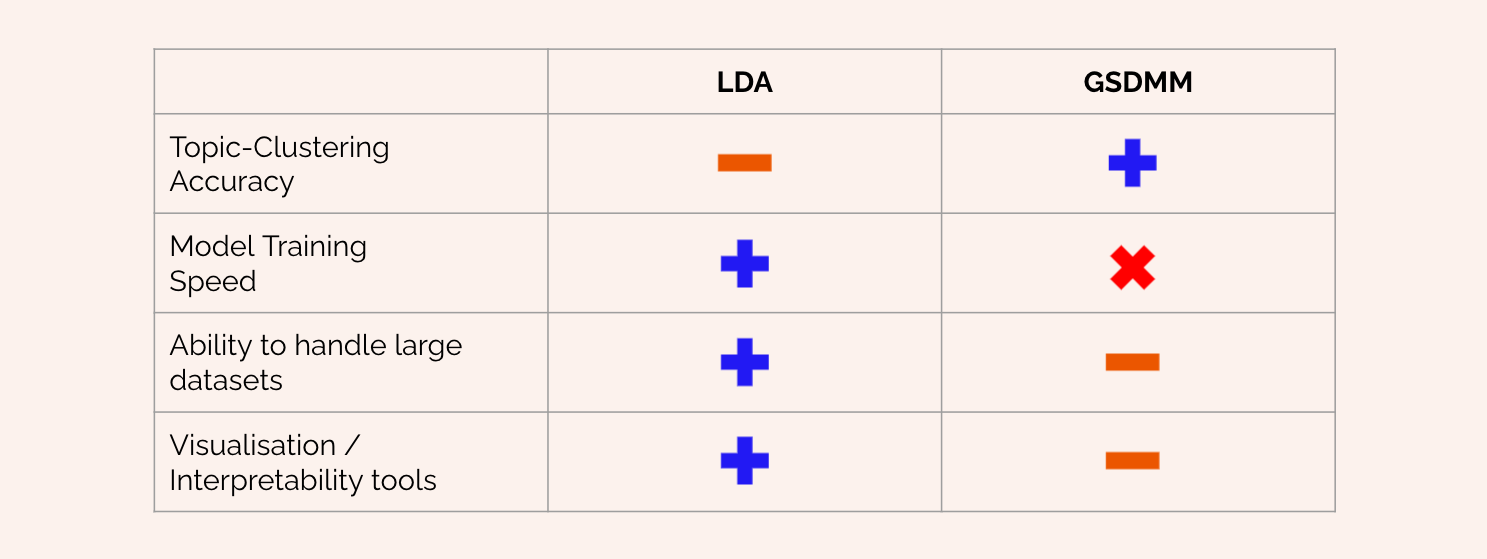 LDA
GSDMM
Topic-Clustering
Accuracy
Model Training
Speed
Ability to handle large
datasets
Visualisation /
Interpretability tools